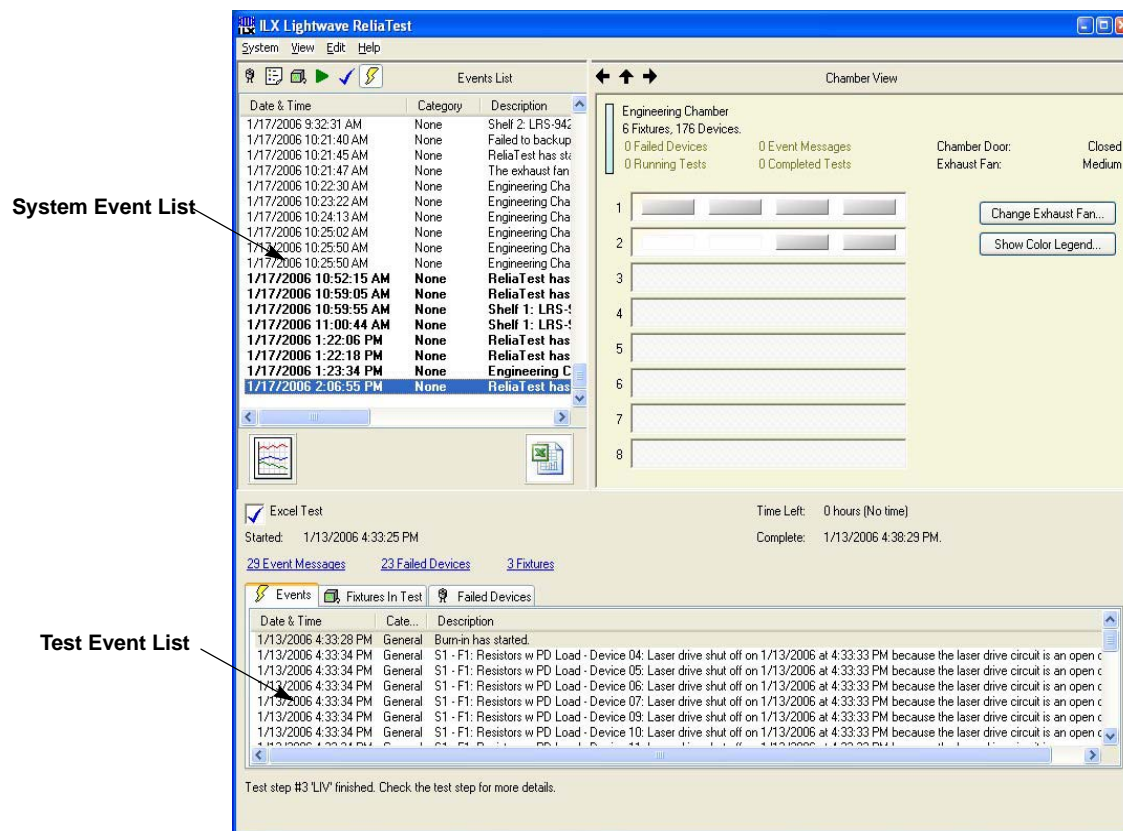 ILX Lightwave ReliaTest
System View Edit Help
Events List
Chamber View
Date & Time Category Description
1/17/2006 9:32:31 AM None Shelf 2: LRS-942
1/17/2006 10:21:40 AM None Failed to backup
1/17/2006 10:21:45 AM None ReliaTest has sta
1/17/2006 10:21:47 AM None The exhaust fan
1/17/2006 10:22:30 AM None Engineering Cha
1/17/2006 10:23:22 AM None Engineering Cha
1/17/2006 10:24:13 AM None Engineering Cha
1/17/2006 10:25:02 AM None Engineering Cha
1/17/2006 10:25:50 AM None Engineering Cha
1/17/2006 10:25:50 AM None Engineering Cha
1/17/2006 10:52:15 AM None ReliaTest has
1/17/2006 10:59:05 AM None ReliaTest has
1/17/2006 10:59:55 AM None Shelf 1: LRS-
1/17/2006 11:00:44 AM None Shelf 1: LRS-
1/17/2006 1:22:06 PM None ReliaTest has
1/17/2006 1:22:18 PM None ReliaTest has
1/17/2006 1:23:34 PM None Engineering C
1/17/2006 2:06:55 PM None ReliaTest has
System Event List
Engineering Chamber
6 Fixtures, 176 Devices.
0 Failed Devices 0 Event Messages Chamber Door: Closed
0 Running Tests 0 Completed Tests Exhaust Fan: Medium
1
2
3
4
5
6
7
8
Change Exhaust Fan...
Show Color Legend...
Excel Test Time Left: 0 hours (No time)
Started: 1/13/2006 4:33:25 PM Complete: 1/13/2006 4:38:29 PM.
29 Event Messages 23 Failed Devices 3 Fixtures
Events Fixtures In Test Failed Devices
Date & Time Cate... Description
1/13/2006 4:33:28 PM General Burn-in has started.
1/13/2006 4:33:34 PM General S1 - F1: Resistors w PD Load - Device 04: Laser drive shut off on 1/13/2006 at 4:33:33 PM because the laser drive circuit is an open c
1/13/2006 4:33:34 PM General S1 - F1: Resistors w PD Load - Device 05: Laser drive shut off on 1/13/2006 at 4:33:33 PM because the laser drive circuit is an open c
1/13/2006 4:33:34 PM General S1 - F1: Resistors w PD Load - Device 06: Laser drive shut off on 1/13/2006 at 4:33:33 PM because the laser drive circuit is an open c
1/13/2006 4:33:34 PM General S1 - F1: Resistors w PD Load - Device 07: Laser drive shut off on 1/13/2006 at 4:33:33 PM because the laser drive circuit is an open c
1/13/2006 4:33:34 PM General S1 - F1: Resistors w PD Load - Device 09: Laser drive shut off on 1/13/2006 at 4:33:33 PM because the laser drive circuit is an open c
1/13/2006 4:33:34 PM General S1 - F1: Resistors w PD Load - Device 10: Laser drive shut off on 1/13/2006 at 4:33:33 PM because the laser drive circuit is an open c
Test Event List
Test step #3 'LIV' finished. Check the test step for more details.